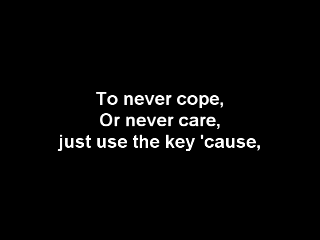 To never cope,
Or never care,
just use the key 'cause,